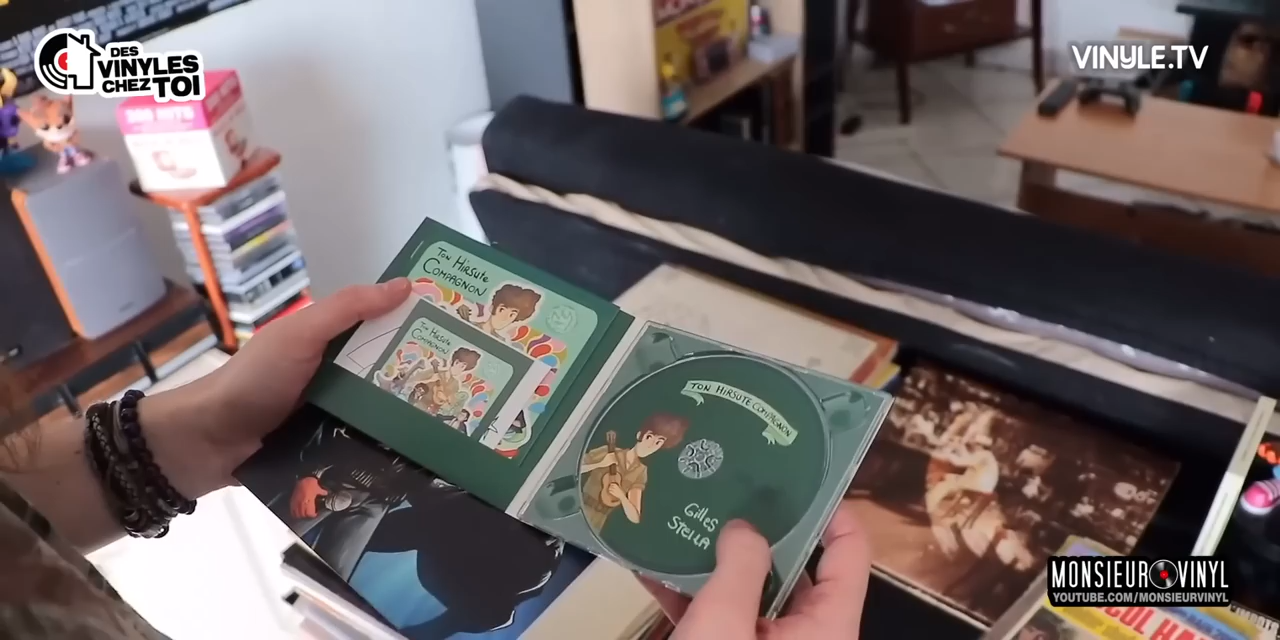 DES
VINYLES
CHEZ TOI
VINYLE.TV
TON HIRSUTE
COMPAGNON
TON HIRSUTE
COMPAGNON
TON HIRSUTE COMPAGNON
GILLES
STELLA
MONSIEUR VINYL
YOUTUBE.COM/MONSIEURVINYL